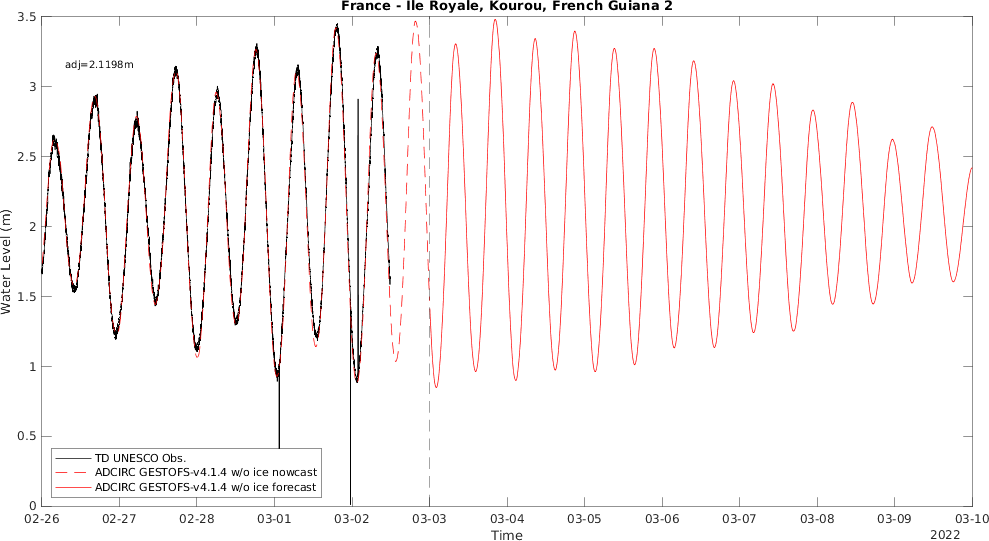 France - Ile Royale, Kourou, French Guiana 2
3.5
adj=2.1198m
3
2.5
2
Water Level (m)
1.5
1
0.5
TD UNESCO Obs.
ADCIRC GESTOFS-v4.1.4 w/o ice nowcast
ADCIRC GESTOFS-v4.1.4 w/o ice forecast
0
02-26 02-27 02-28 03-01 03-02 03-03 03-04 03-05 03-06 03-07 03-08 03-09 03-10
Time
2022